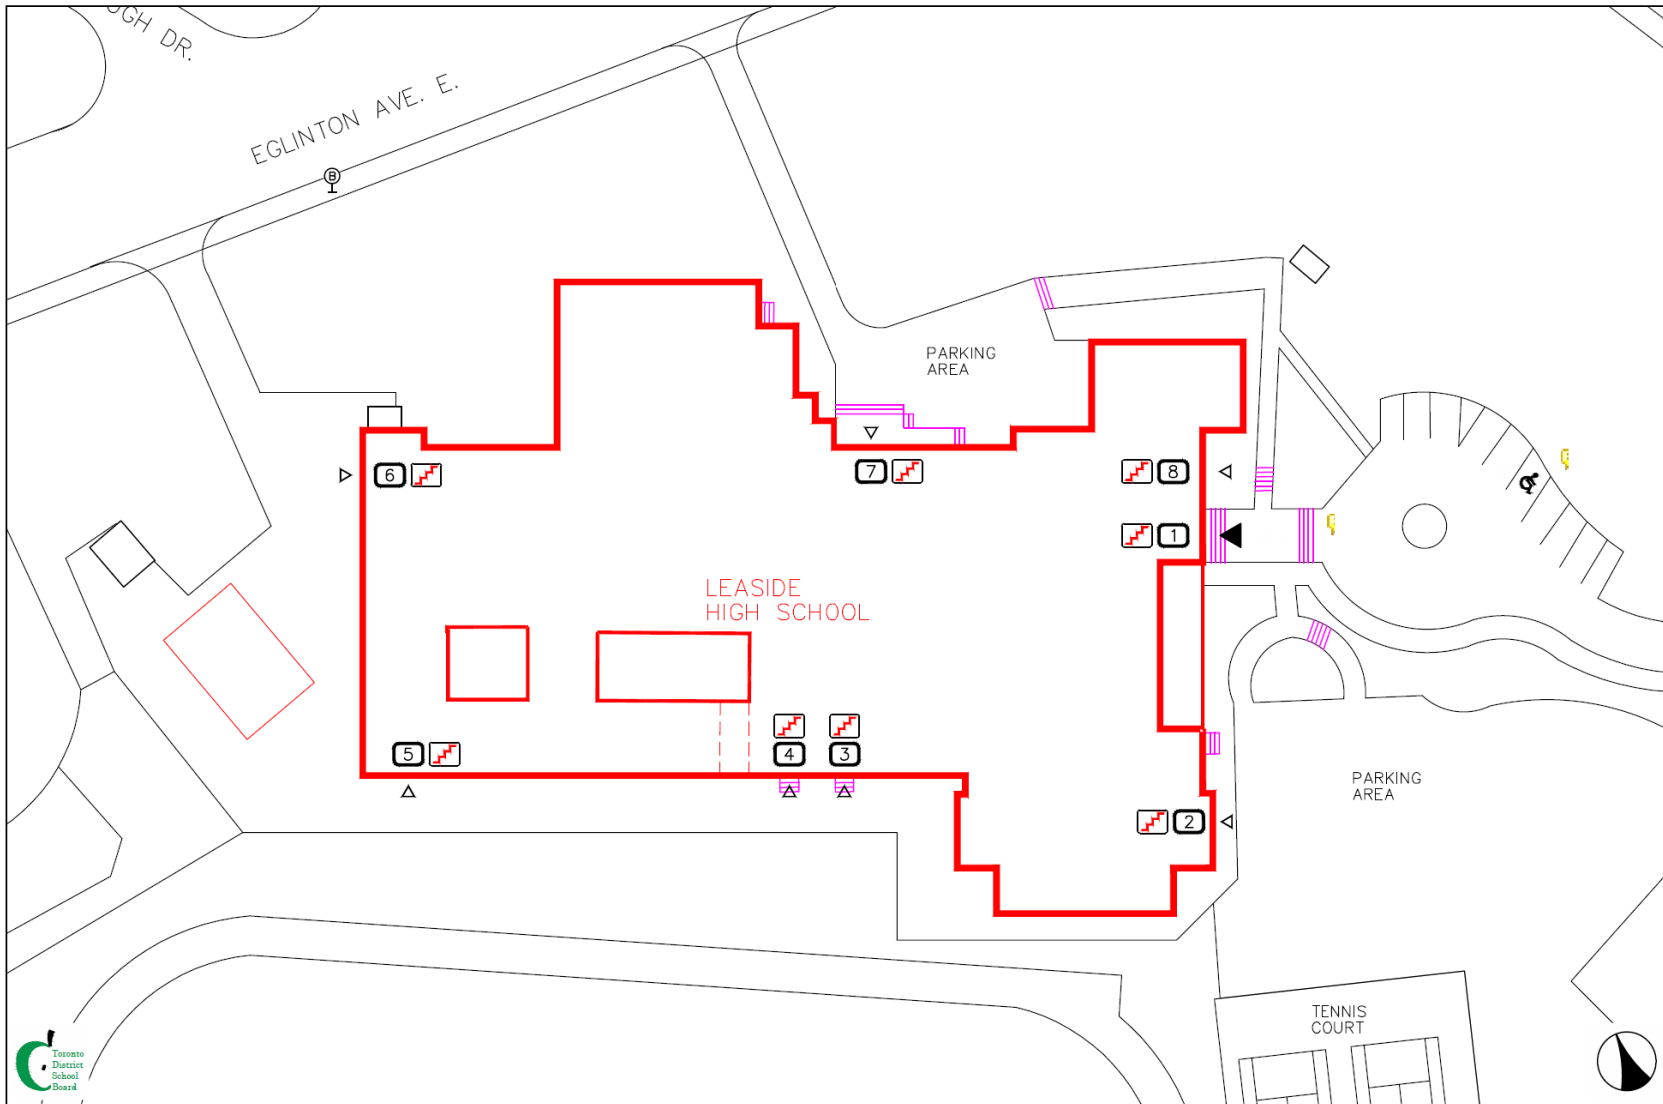 UGH DR.
EGLINTON AVE. E.
B
PARKING
AREA
6
7
8
1
LEASIDE
HIGH SCHOOL
5
4
3
2
PARKING
AREA
TENNIS
COURT
Toronto
District
School
Board